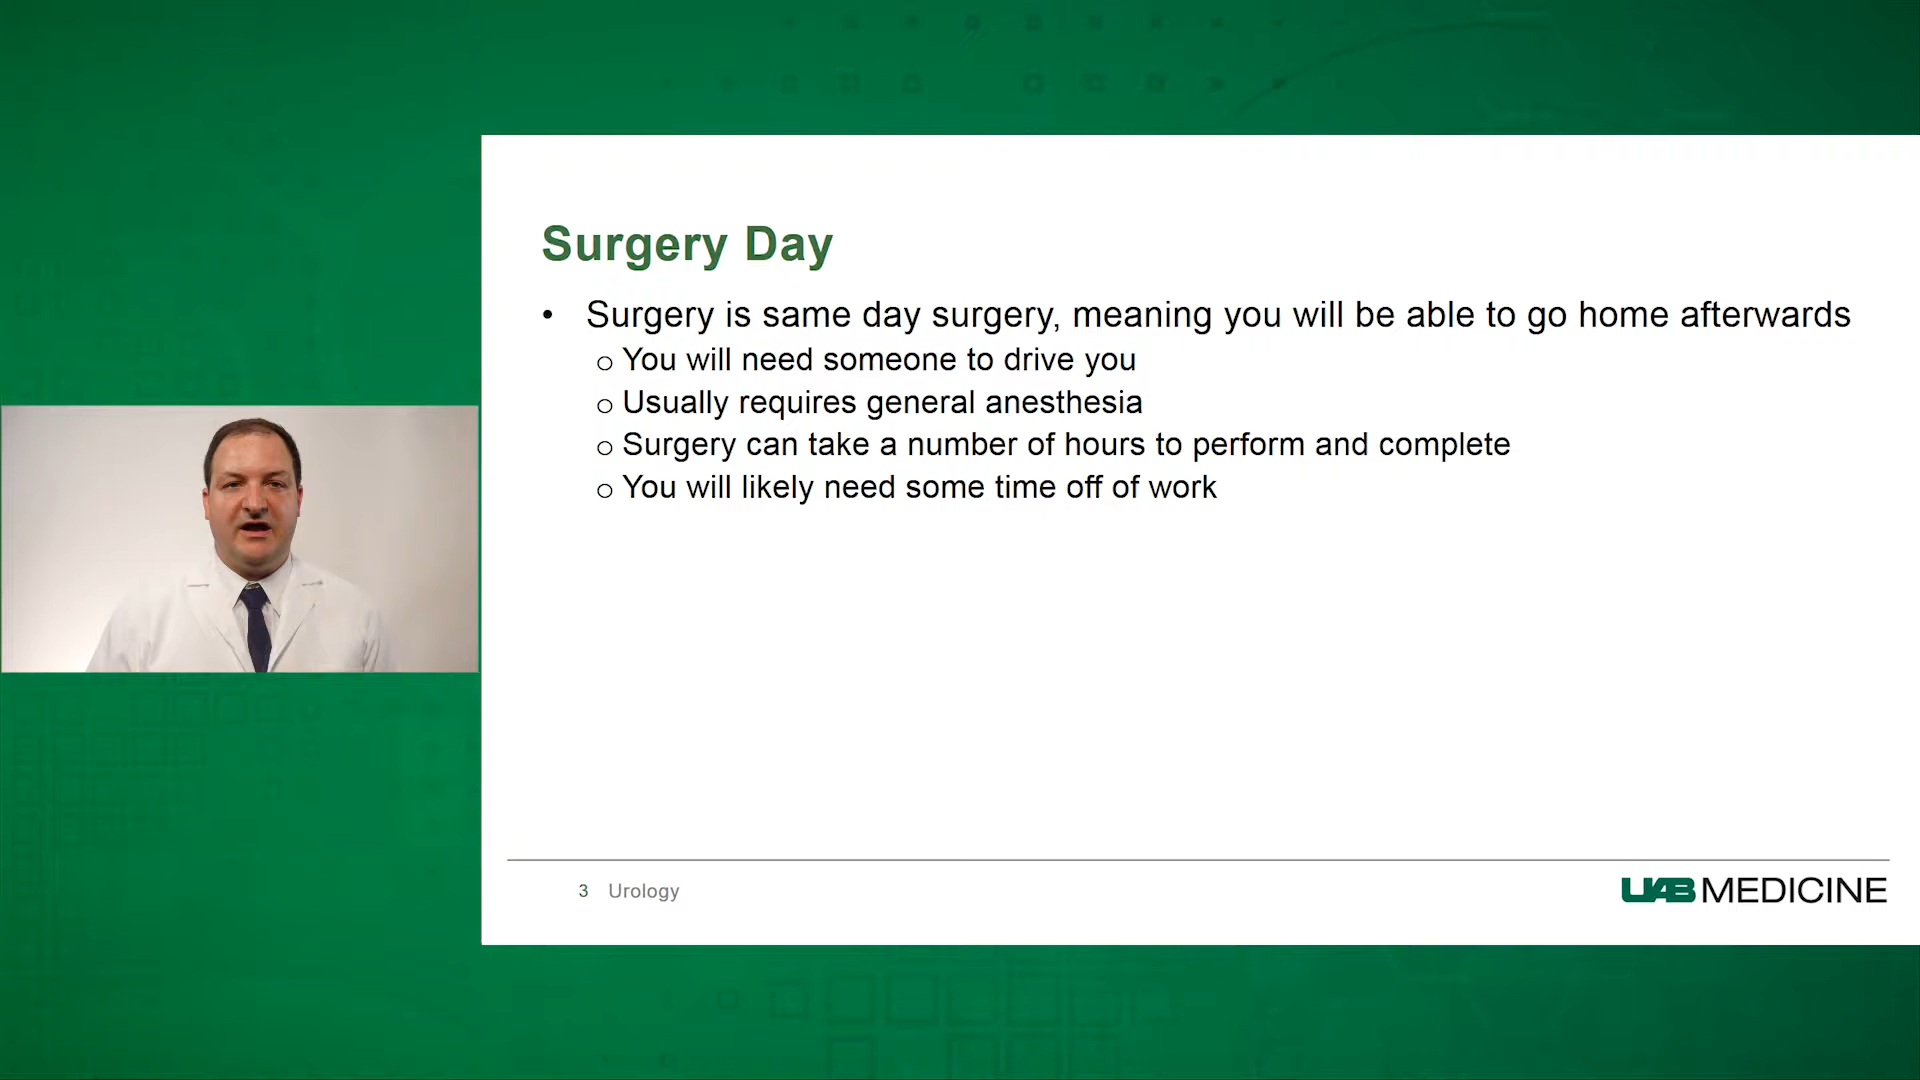 Surgery Day
• Surgery is same day surgery, meaning you will be able to go home afterwards
o You will need someone to drive you
o Usually requires general anesthesia
o Surgery can take a number of hours to perform and complete
o You will likely need some time off of work
3 Urology
UAB MEDICINE